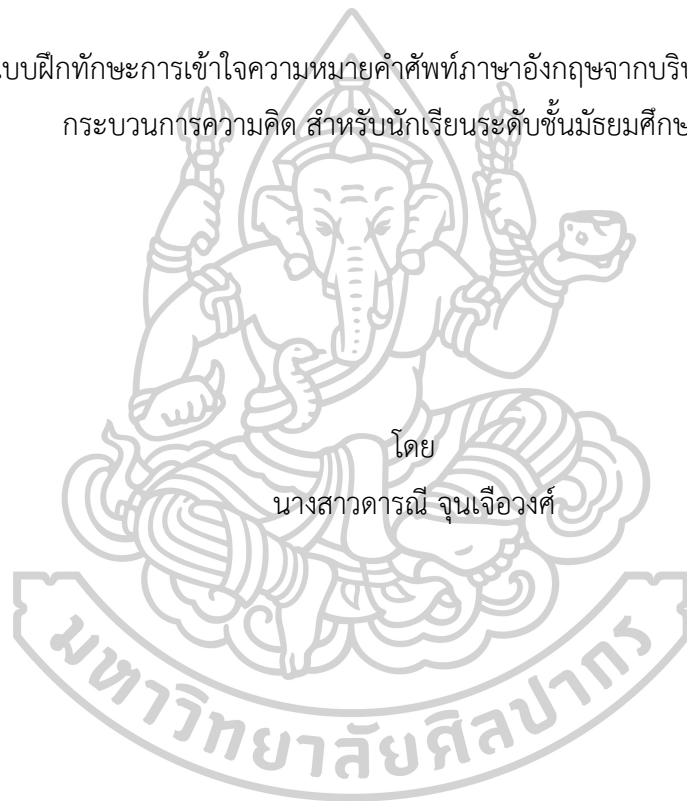 แบบฝึกทักษะการเข้าใจความหมายคำศัพท์ภาษาอังกฤษจากบริบ
กระบวนการความคิด สำหรับนักเรียนระดับชั้นมัธยมศึกษ
โดย
นางสาวดารณี จุนเจือวงศ์
มหาวิทยาลัยศิลปากร